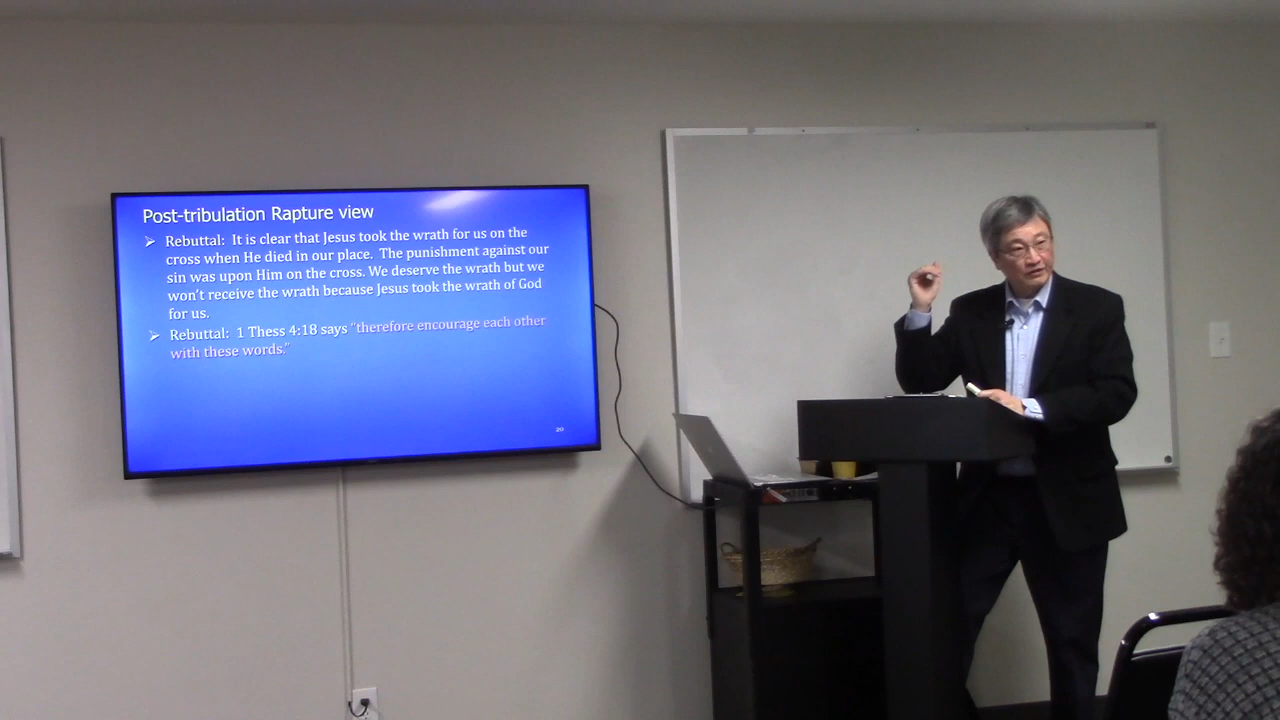 Post-tribulation Rapture view
➢ Rebuttal: It is clear that Jesus took the wrath for us on the
cross when He died in our place. The punishment against our
sin was upon Him on the cross. We deserve the wrath but we
won't receive the wrath because Jesus took the wrath of God
for us.
➢ Rebuttal: 1 Thess 4:18 says "therefore encourage each other
with these words."
20